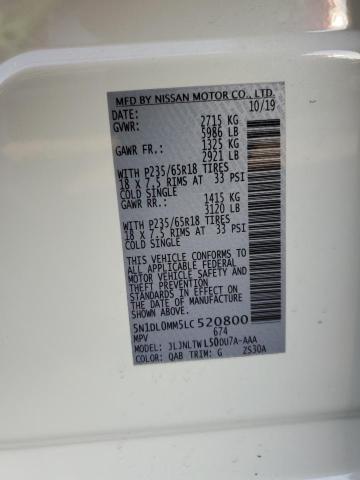 MFD BY NISSAN MOTOR CO., LTD.
DATE: 10/19
GVWR: 2715 KG
5986 LB
GAWR FR.: 1325 KG
2921 LB
WITH P235/65R18 TIRES
18 X 7.5 RIMS AT 33 PSI
COLD SINGLE
GAWR RR.: 1415 KG
3120 LB
WITH P235/65R18 TIRES
18 X 7.5 RIMS AT 33 PSI
COLD SINGLE
THIS VEHICLE CONFORMS TO ALL
APPLICABLE FEDERAL MOTOR
VEHICLE SAFETY AND THEFT PREVENTION
STANDARDS IN EFFECT ON THE DATE OF
MANUFACTURE SHOWN ABOVE.
5N1DL0MM5LC520800
MPV 674
MODEL: JLJNLTWL50UU7A-AAA
COLOR: QAB TRIM: G ZS30A